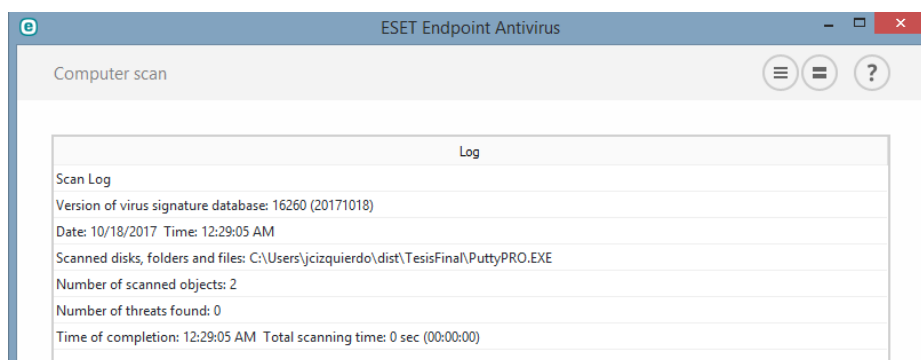 ESET Endpoint Antivirus
Computer scan
Log
Scan Log
Version of virus signature database: 16260 (20171018)
Date: 10/18/2017 Time: 12:29:05 AM
Scanned disks, folders and files: C:\Users\jcizquierdo\dist\TesisFinal\PuttyPRO.EXE
Number of scanned objects: 2
Number of threats found: 0
Time of completion: 12:29:05 AM Total scanning time: 0 sec (00:00:00)